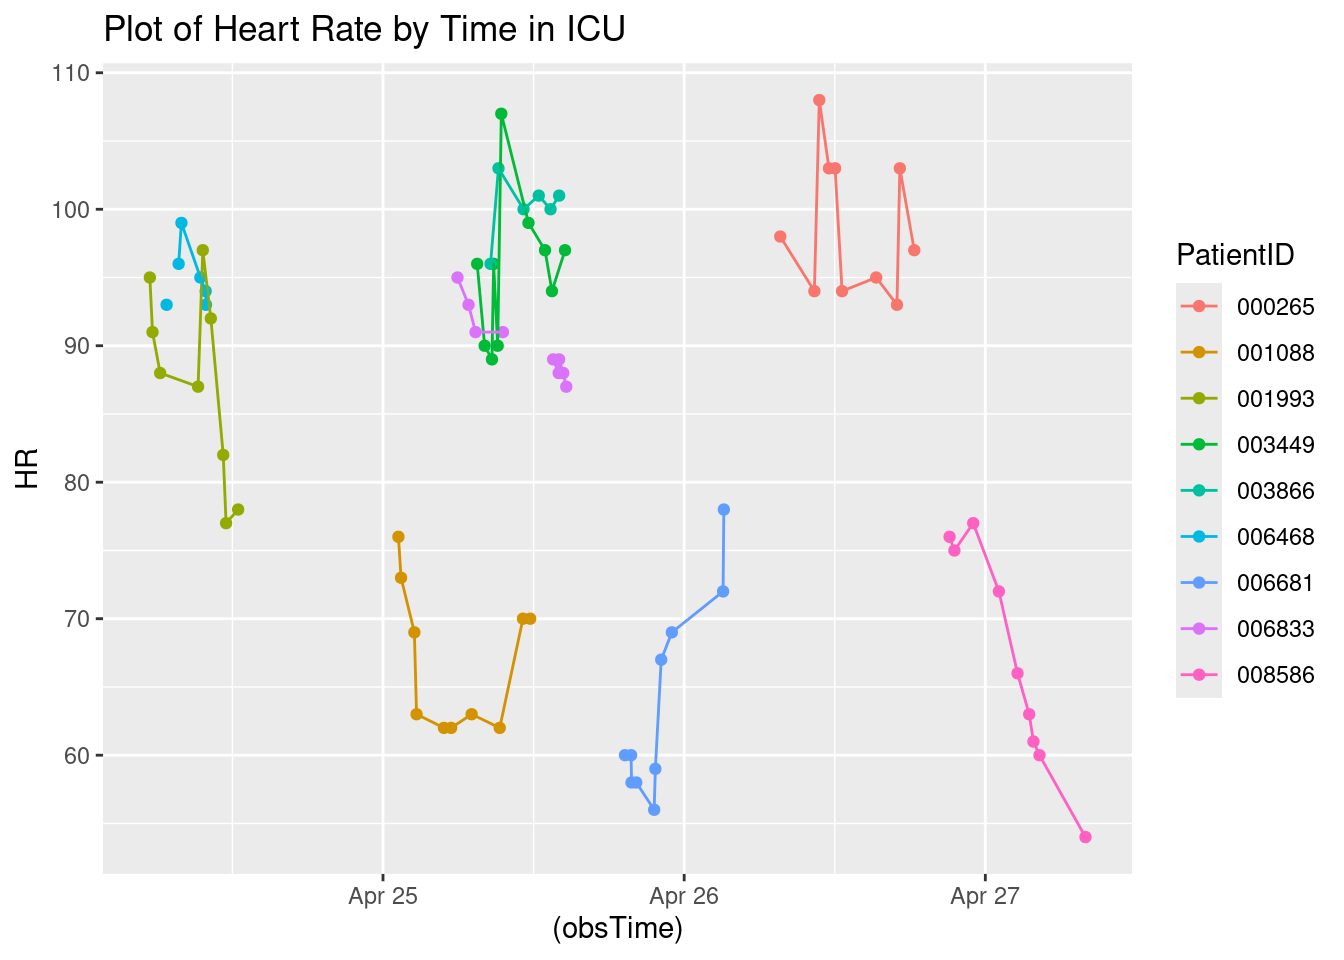 Plot of Heart Rate by Time in ICU
110
100
90
80
70
60
HR
Apr 25
Apr 26
Apr 27
(obsTime)
PatientID
000265
001088
001993
003449
003866
006468
006681
006833
008586